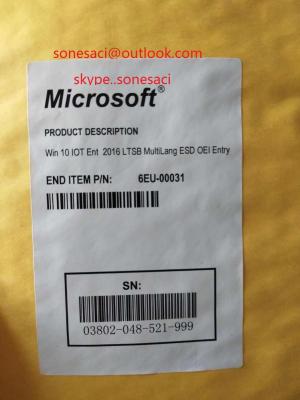 sonesaci@outlook.com
skype..sonesaci
Microsoft®
PRODUCT DESCRIPTION
Win 10 IOT Ent 2016 LTSB MultiLang ESD OEI Entry
END ITEM P/N: 6EU-00031
SN:
03802-048-521-999